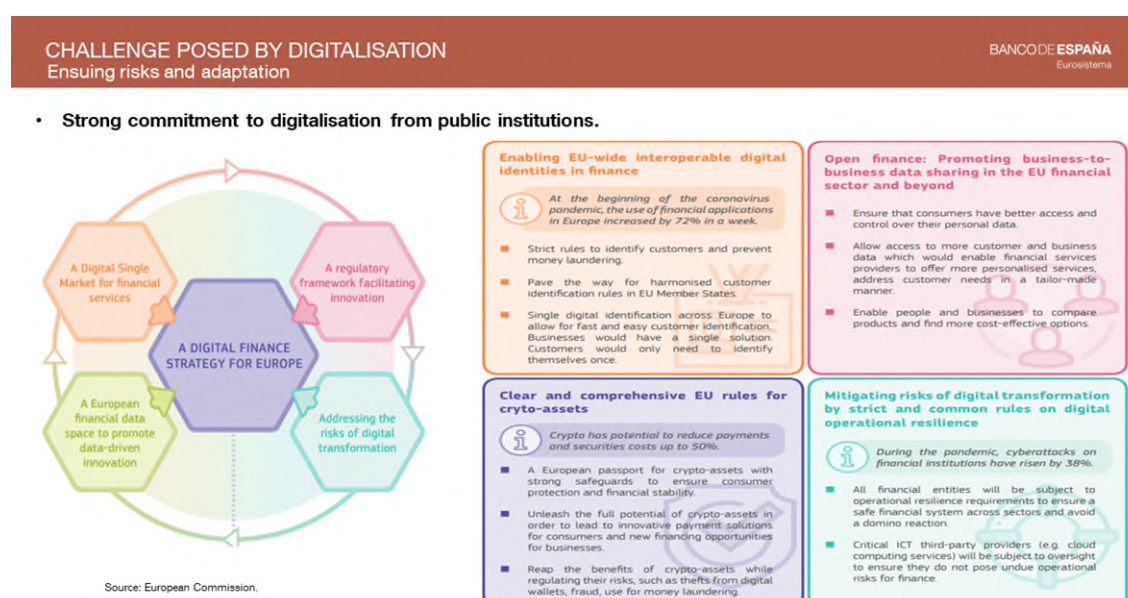 CHALLENGE POSED BY DIGITALISATION
Ensuing risks and adaptation
BANCO DE ESPAÑA
Eurosistema
• Strong commitment to digitalisation from public institutions.
A Digital Single
Market for financial
services
A regulatory
framework facilitating
innovation
A DIGITAL FINANCE
STRATEGY FOR EUROPE
A European
financial data
space to promote
data-driven
innovation
Addressing the
risks of digital
transformation
Source: European Commission.
Enabling EU-wide interoperable digital
identities in finance
At the beginning of the coronavirus
pandemic, the use of financial applications
in Europe increased by 72% in a week.
Strict rules to identify customers and prevent
money laundering.
Pave the way for harmonised customer
identification rules in EU Member States.
Single digital identification across Europe to
allow for fast and easy customer identification.
Businesses would have a single solution.
Customers would only need to identify
themselves once.
Open finance: Promoting business-to-
business data sharing in the EU financial
sector and beyond
Ensure that consumers have better access and
control over their personal data.
Allow access to more customer and business
data which would enable financial services
providers to offer more personalised services,
address customer needs in a tailor-made
manner.
Enable people and businesses to compare
products and find more cost-effective options.
Clear and comprehensive EU rules for
cryto-assets
Crypto has potential to reduce payments
and securities costs up to 50%.
A European passport for crypto-assets with
strong safeguards to ensure consumer
protection and financial stability.
Unleash the full potential of crypto-assets in
order to lead to innovative payment solutions
for consumers and new financing opportunities
for businesses.
Reap the benefits of crypto-assets while
regulating their risks, such as thefts from digital
wallets, fraud, use for money laundering.
Mitigating risks of digital transformation
by strict and common rules on digital
operational resilience
During the pandemic, cyberattacks on
financial institutions have risen by 38%.
All financial entities will be subject to
operational resilience requirements to ensure a
safe financial system across sectors and avoid
a domino reaction.
Critical ICT third-party providers (e.g. cloud
computing services) will be subject to oversight
to ensure they do not pose undue operational
risks for finance.